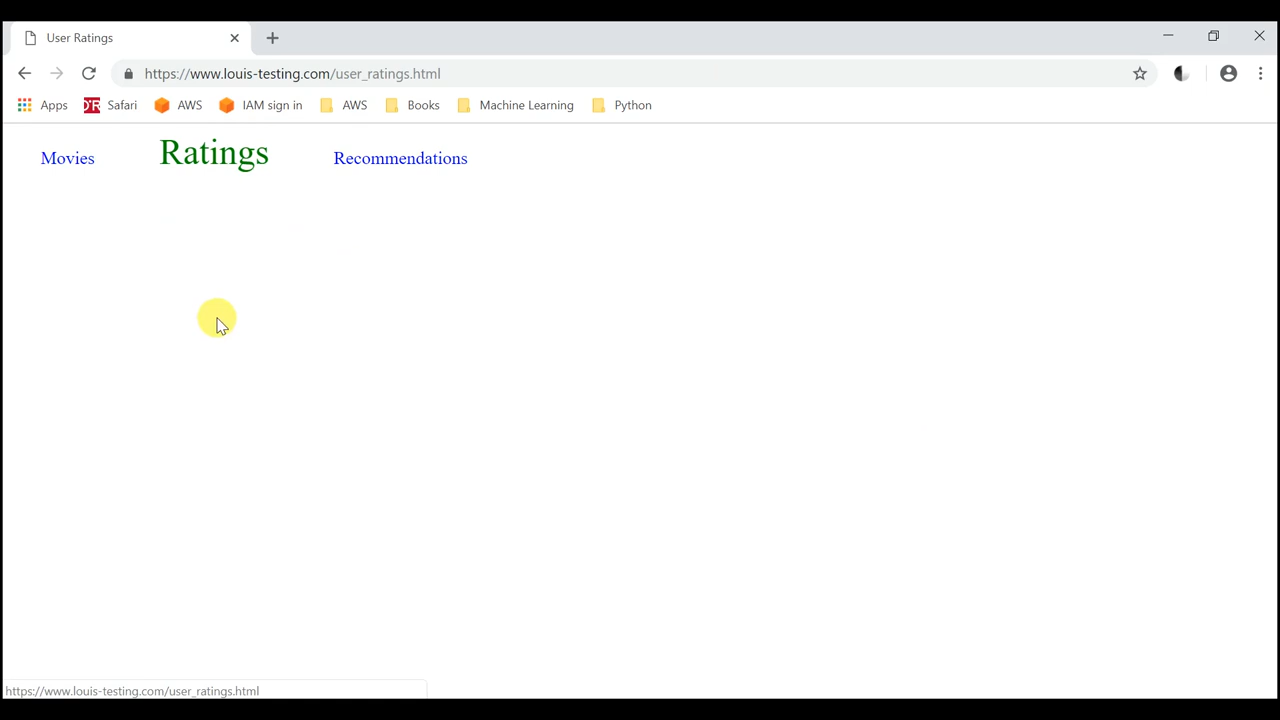 User Ratings
https://www.louis-testing.com/user_ratings.html
Apps Safari AWS IAM sign in AWS Books Machine Learning Python
Movies Ratings Recommendations
https://www.louis-testing.com/user_ratings.html